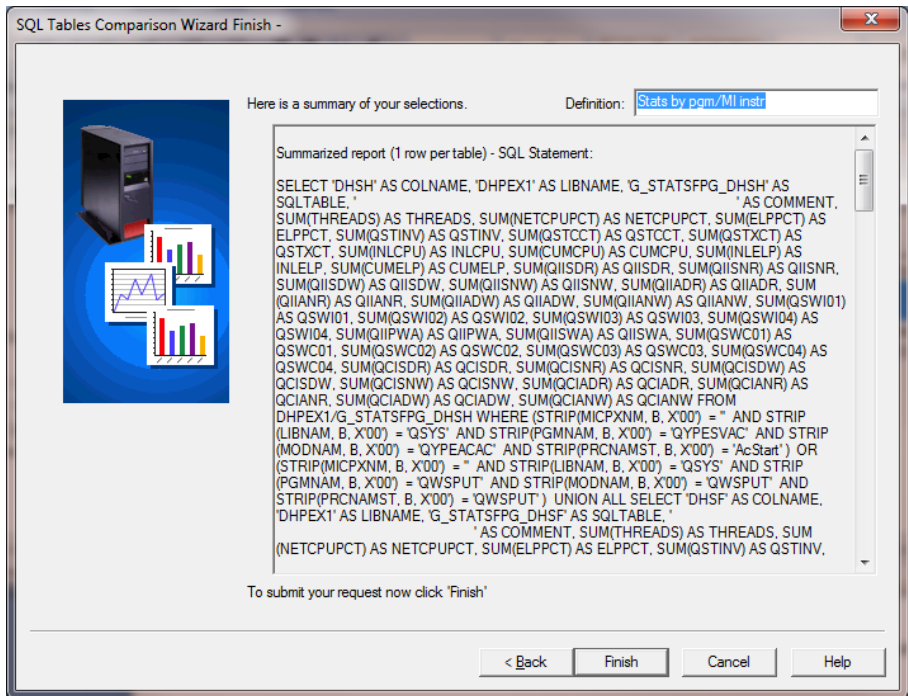 SQL Tables Comparison Wizard Finish -
Here is a summary of your selections.
Definition: Stats by pgm/MI instr
Summarized report (1 row per table) - SQL Statement:
SELECT 'DHSH' AS COLNAME, 'DHPEX1' AS LIBNAME, 'G_STATSFPG_DHSH' AS
SQLTABLE, ' ' AS COMMENT,
SUM(THREADS) AS THREADS, SUM(NETCPUPCT) AS NETCPUPCT, SUM(ELPPCT) AS
ELPPCT, SUM(QSTINV) AS QSTINV, SUM(QSTCCT) AS QSTCCT, SUM(QSTXCT) AS
QSTXCT, SUM(INLCPU) AS INLCPU, SUM(CUMCPU) AS CUMCPU, SUM(INLELP) AS
INLELP, SUM(CUMELP) AS CUMELP, SUM(QIISDR) AS QIISDR, SUM(QIISNR) AS QIISNR,
SUM(QIISDW) AS QIISDW, SUM(QIISNW) AS QIISNW, SUM(QIIADR) AS QIIADR, SUM
(QIIANR) AS QIIANR, SUM(QIIADW) AS QIIADW, SUM(QIIANW) AS QIIANW, SUM(QSWI01)
AS QSWI01, SUM(QSWI02) AS QSWI02, SUM(QSWI03) AS QSWI03, SUM(QSWI04) AS
QSWI04, SUM(QIIPWA) AS QIIPWA, SUM(QIISWA) AS QIISWA, SUM(QSWC01) AS
QSWC01, SUM(QSWC02) AS QSWC02, SUM(QSWC03) AS QSWC03, SUM(QSWC04) AS
QSWC04, SUM(QCISDR) AS QCISDR, SUM(QCISNR) AS QCISNR, SUM(QCISDW) AS
QCISDW, SUM(QCISNW) AS QCISNW, SUM(QCIADR) AS QCIADR, SUM(QCIANR) AS
QCIANR, SUM(QCIADW) AS QCIADW, SUM(QCIANW) AS QCIANW FROM
DHPEX1/G_STATSFPG_DHSH WHERE (STRIP(MICPXNM, B, X'00') = '' AND STRIP
(LIBNAM, B, X'00') = 'QSYS' AND STRIP(PGMNAM, B, X'00') = 'QYPESVAC' AND STRIP
(MODNAM, B, X'00') = 'QYPEACAC' AND STRIP(PRCNAMST, B, X'00') = 'AcStart' ) OR
(STRIP(MICPXNM, B, X'00') = '' AND STRIP(LIBNAM, B, X'00') = 'QSYS' AND STRIP
(PGMNAM, B, X'00') = 'QWSPUT' AND STRIP(MODNAM, B, X'00') = 'QWSPUT' AND
STRIP(PRCNAMST, B, X'00') = 'QWSPUT' ) UNION ALL SELECT 'DHSF' AS COLNAME,
'DHPEX1' AS LIBNAME, 'G_STATSFPG_DHSF' AS SQLTABLE, '
' AS COMMENT, SUM(THREADS) AS THREADS, SUM
(NETCPUPCT) AS NETCPUPCT, SUM(ELPPCT) AS ELPPCT, SUM(QSTINV) AS QSTINV,
To submit your request now click 'Finish'
< Back Finish Cancel Help